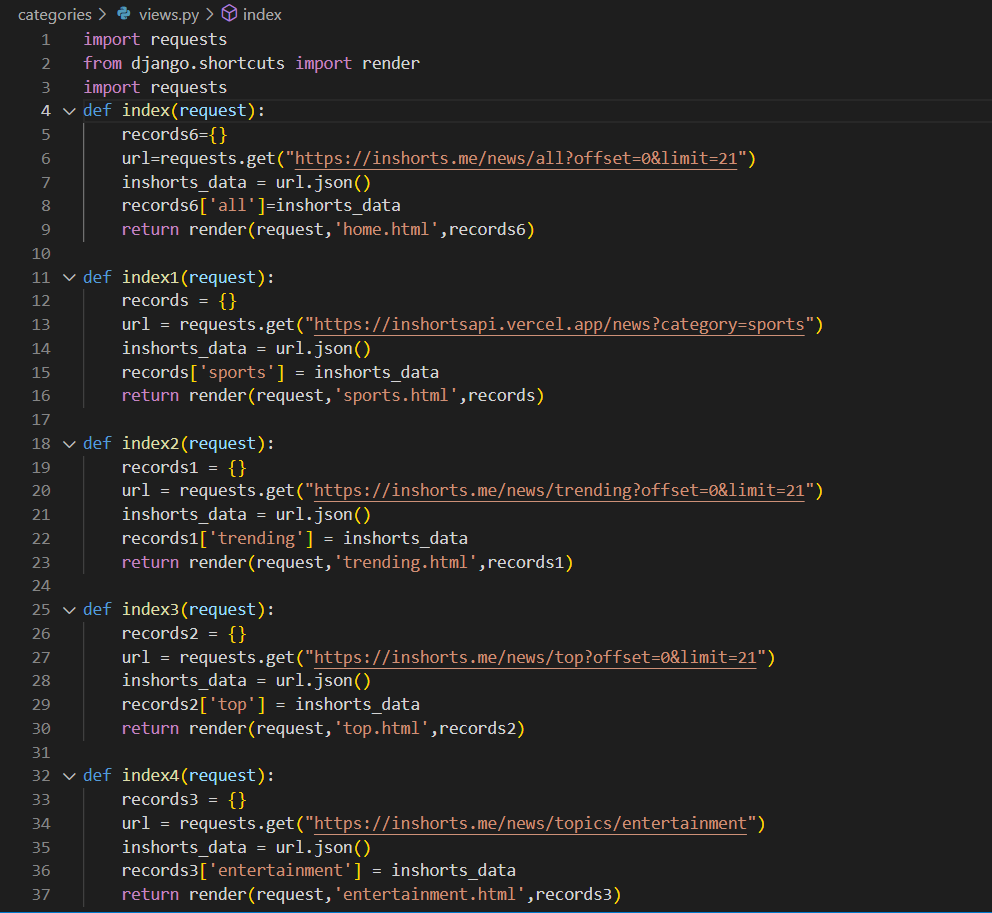 categories > views.py > index
1 import requests
2 from django.shortcuts import render
3 import requests
4 def index(request):
5     records6={}
6     url=requests.get("https://inshorts.me/news/all?offset=0&limit=21")
7     inshorts_data = url.json()
8     records6['all']=inshorts_data
9     return render(request,'home.html',records6)
10
11 def index1(request):
12     records = {}
13     url = requests.get("https://inshortsapi.vercel.app/news?category=sports")
14     inshorts_data = url.json()
15     records['sports'] = inshorts_data
16     return render(request,'sports.html',records)
17
18 def index2(request):
19     records1 = {}
20     url = requests.get("https://inshorts.me/news/trending?offset=0&limit=21")
21     inshorts_data = url.json()
22     records1['trending'] = inshorts_data
23     return render(request,'trending.html',records1)
24
25 def index3(request):
26     records2 = {}
27     url = requests.get("https://inshorts.me/news/top?offset=0&limit=21")
28     inshorts_data = url.json()
29     records2['top'] = inshorts_data
30     return render(request,'top.html',records2)
31
32 def index4(request):
33     records3 = {}
34     url = requests.get("https://inshorts.me/news/topics/entertainment")
35     inshorts_data = url.json()
36     records3['entertainment'] = inshorts_data
37     return render(request,'entertainment.html',records3)